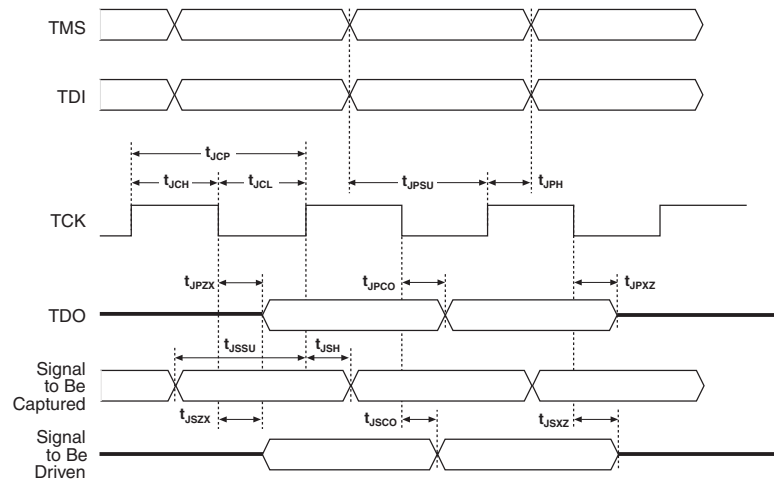 TMS
TDI
tJCP
tJCH
tJCL
tJPSU
tJPH
TCK
tJPZX
tJPCO
tJPXZ
TDO
tJSSU
tJSH
Signal
to Be
Captured
tJSZX
tJSCO
tJSXZ
Signal
to Be
Driven